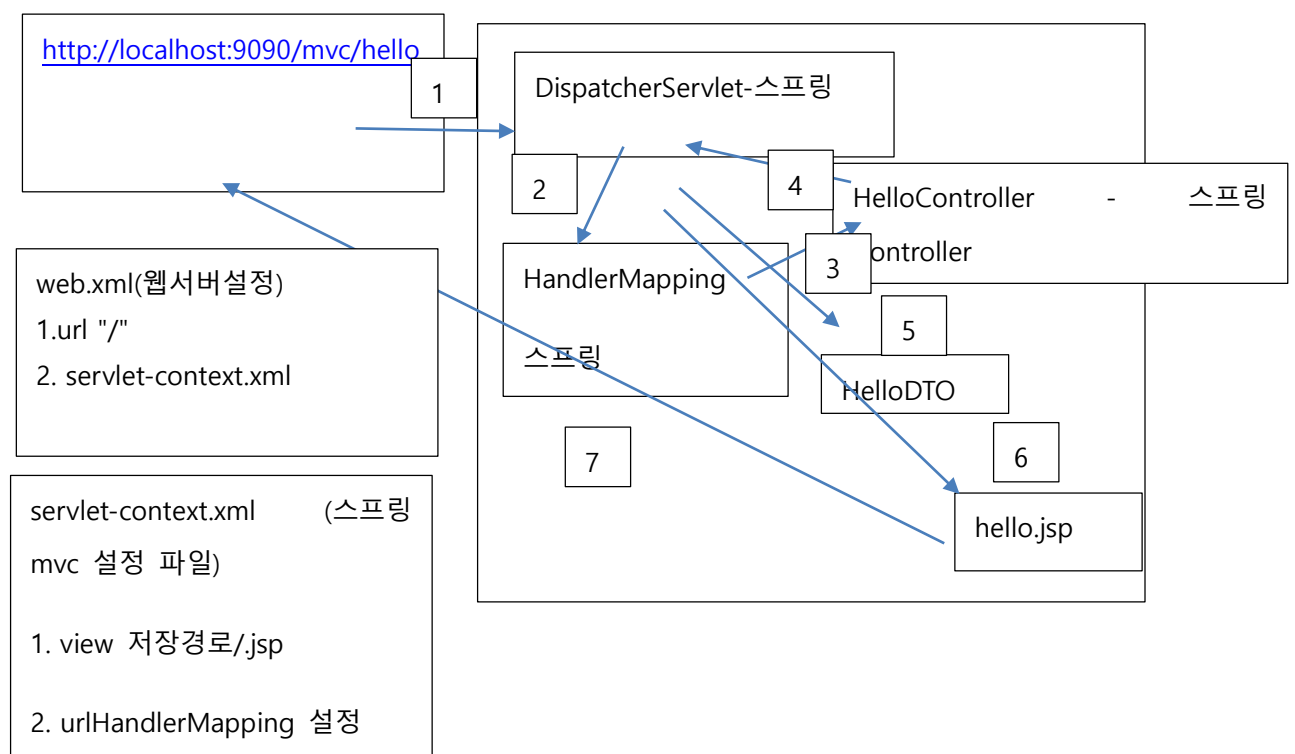 http://localhost:9090/mvc/hello
1
DispatcherServlet-스프링
2
4
HelloController - 스프링
ontroller
3
HandlerMapping
스프링
5
HelloDTO
6
7
hello.jsp
web.xml(웹서버설정)
1.url "/"
2. servlet-context.xml
servlet-context.xml (스프링
mvc 설정 파일)
1. view 저장경로/.jsp
2. urlHandlerMapping 설정